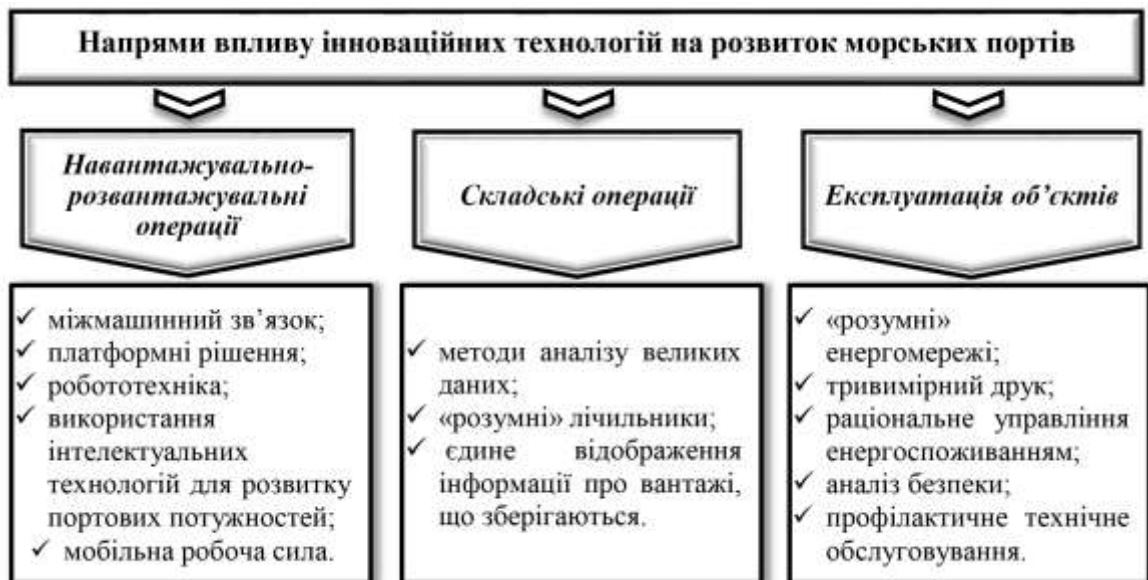 Напрями впливу інноваційних технологій на розвиток морських портів
Навантажувально-
розвантажувальні
операції
Складські операції
Експлуатація об’єктів
✓ міжмашинний зв’язок;
✓ платформні рішення;
✓ робототехніка;
✓ використання
інтелектуальних
технологій для розвитку
портових потужностей;
✓ мобільна робоча сила.
✓ методи аналізу великих
даних;
✓ «розумні» лічильники;
✓ єдине відображення
інформації про вантажі,
що зберігаються.
✓ «розумні»
енергомережі;
✓ тривимірний друк;
✓ раціональне управління
енергоспоживанням;
✓ аналіз безпеки;
✓ профілактичне технічне
обслуговування.